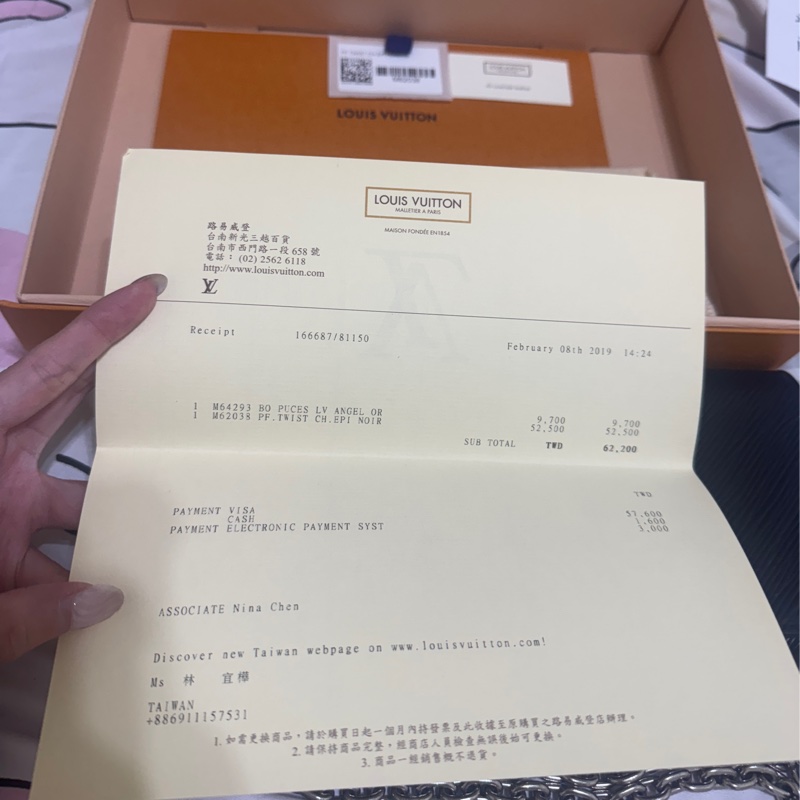 LOUIS VUITTON
LOUIS VUITTON
MALLETIER A PARIS
MAISON FONDÉE EN 1854
路易威登
台南新光三越百貨
台南市西門路一段 658 號
電話： (02) 2562 6118
http://www.louisvuitton.com
LV
Receipt 166687/81150
February 08th 2019 14:24
1 M64293 BO PUCES LV ANGEL OR 9,700 9,700
1 M62038 PF.TWIST CH.EPI NOIR 52,500 52,500
SUB TOTAL TWD 62,200
TWD
PAYMENT VISA 57,600
CASH 1,600
PAYMENT ELECTRONIC PAYMENT SYST 3,000
ASSOCIATE Nina Chen
Discover new Taiwan webpage on www.louisvuitton.com!
Ms 林 宜樺
TAIWAN
+886911157531
1. 如需更換商品，請於購買日起一個月內持發票及此收據至原購買之路易威登店辦理。
2. 請保持商品完整，經商店人員檢查無誤後始可更換。
3. 商品一經銷售概不退貨。